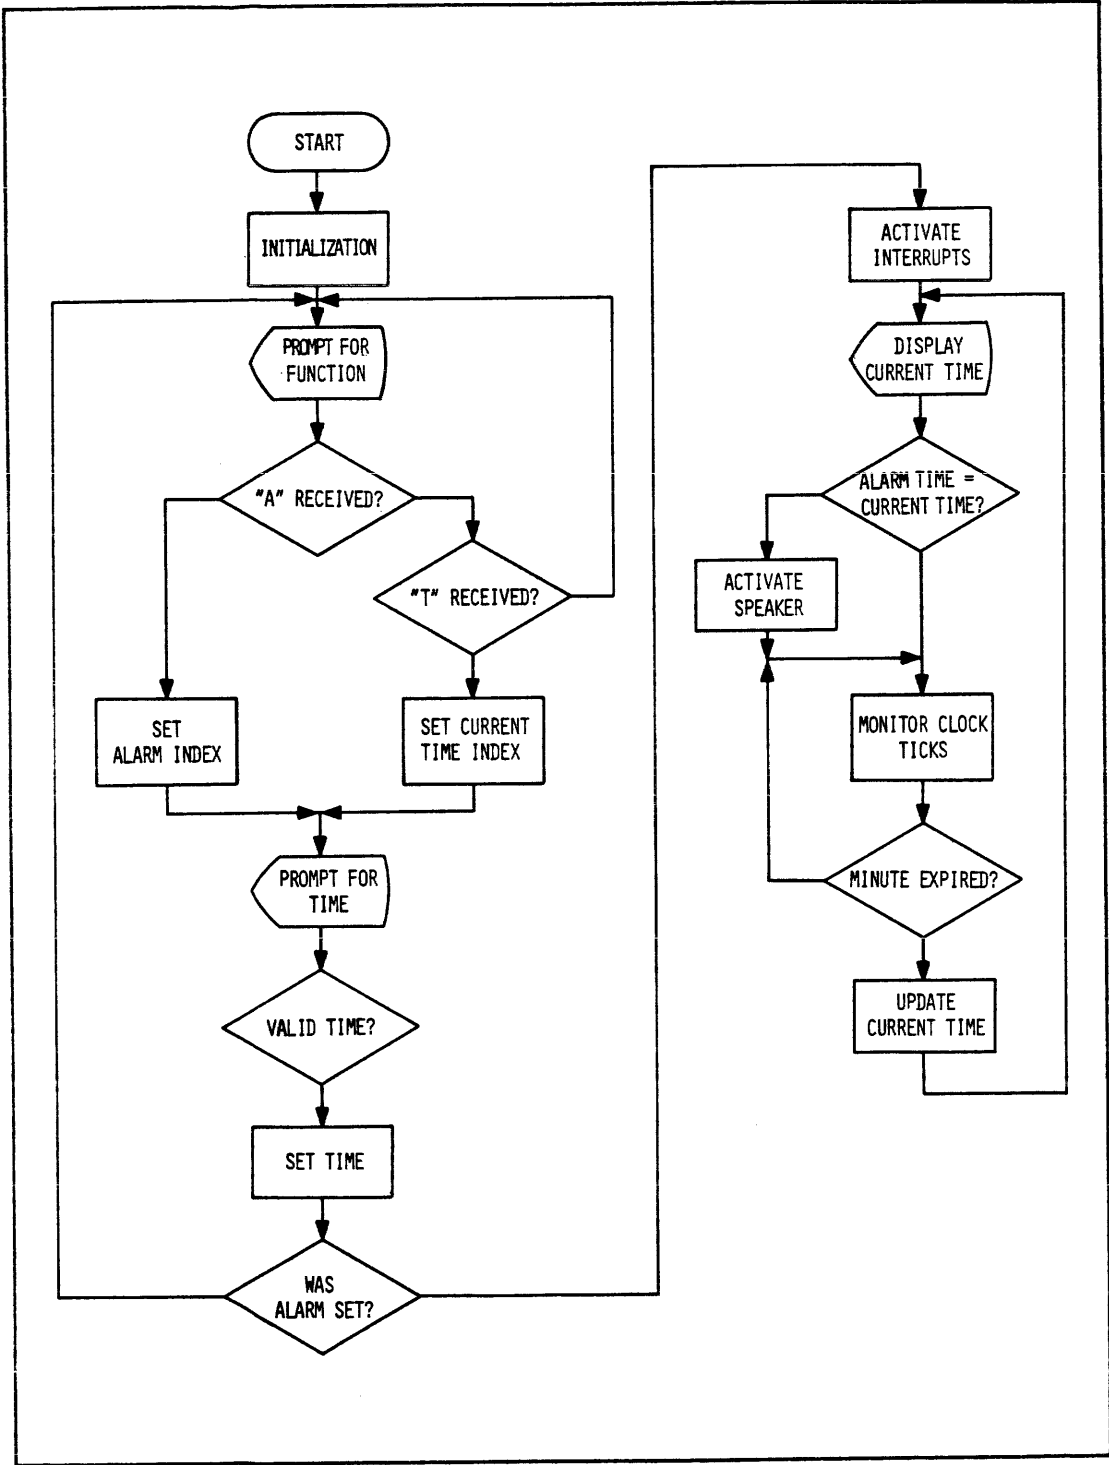 START
INITIALIZATION
PROMPT FOR
FUNCTION
"A" RECEIVED?
"T" RECEIVED?
SET
ALARM INDEX
SET CURRENT
TIME INDEX
PROMPT FOR
TIME
VALID TIME?
SET TIME
WAS
ALARM SET?
ACTIVATE
INTERRUPTS
DISPLAY
CURRENT TIME
ALARM TIME =
CURRENT TIME?
ACTIVATE
SPEAKER
MONITOR CLOCK
TICKS
MINUTE EXPIRED?
UPDATE
CURRENT TIME